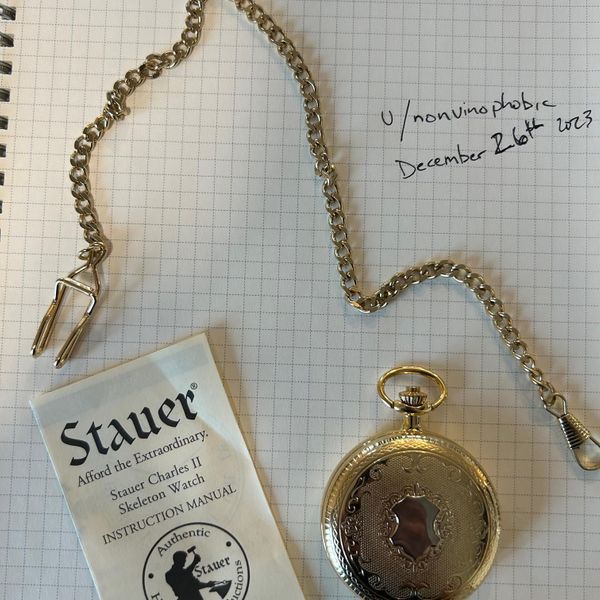 u/nonvinophobic
December 26th 2023
Stauer®
Afford the Extraordinary.
Stauer Charles II
Skeleton Watch
INSTRUCTION MANUAL
Authentic
Stauer